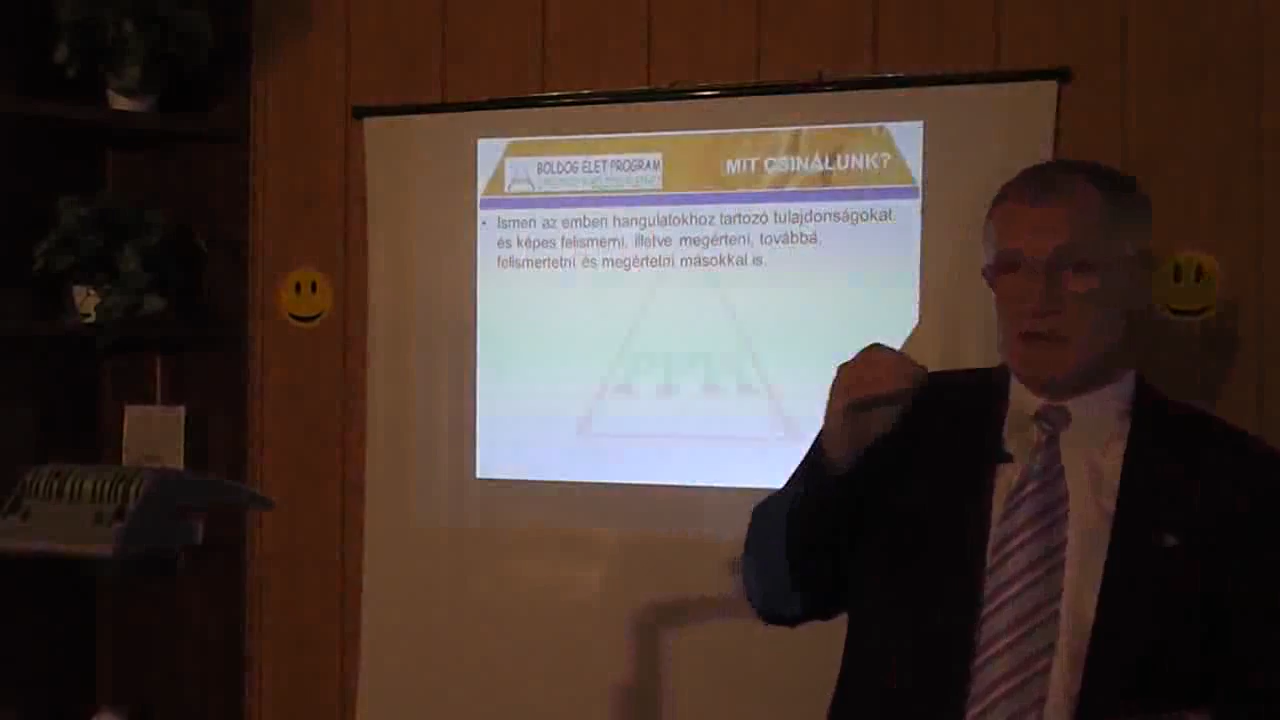 BOLDOG ÉLET PROGRAM
MIT CSINÁLUNK?
• Ismeri az emberi hangulatokhoz tartozó tulajdonságokat,
és képes felismerni, illetve megérteni, továbbá,
felismertetni és megértetni másokkal is.